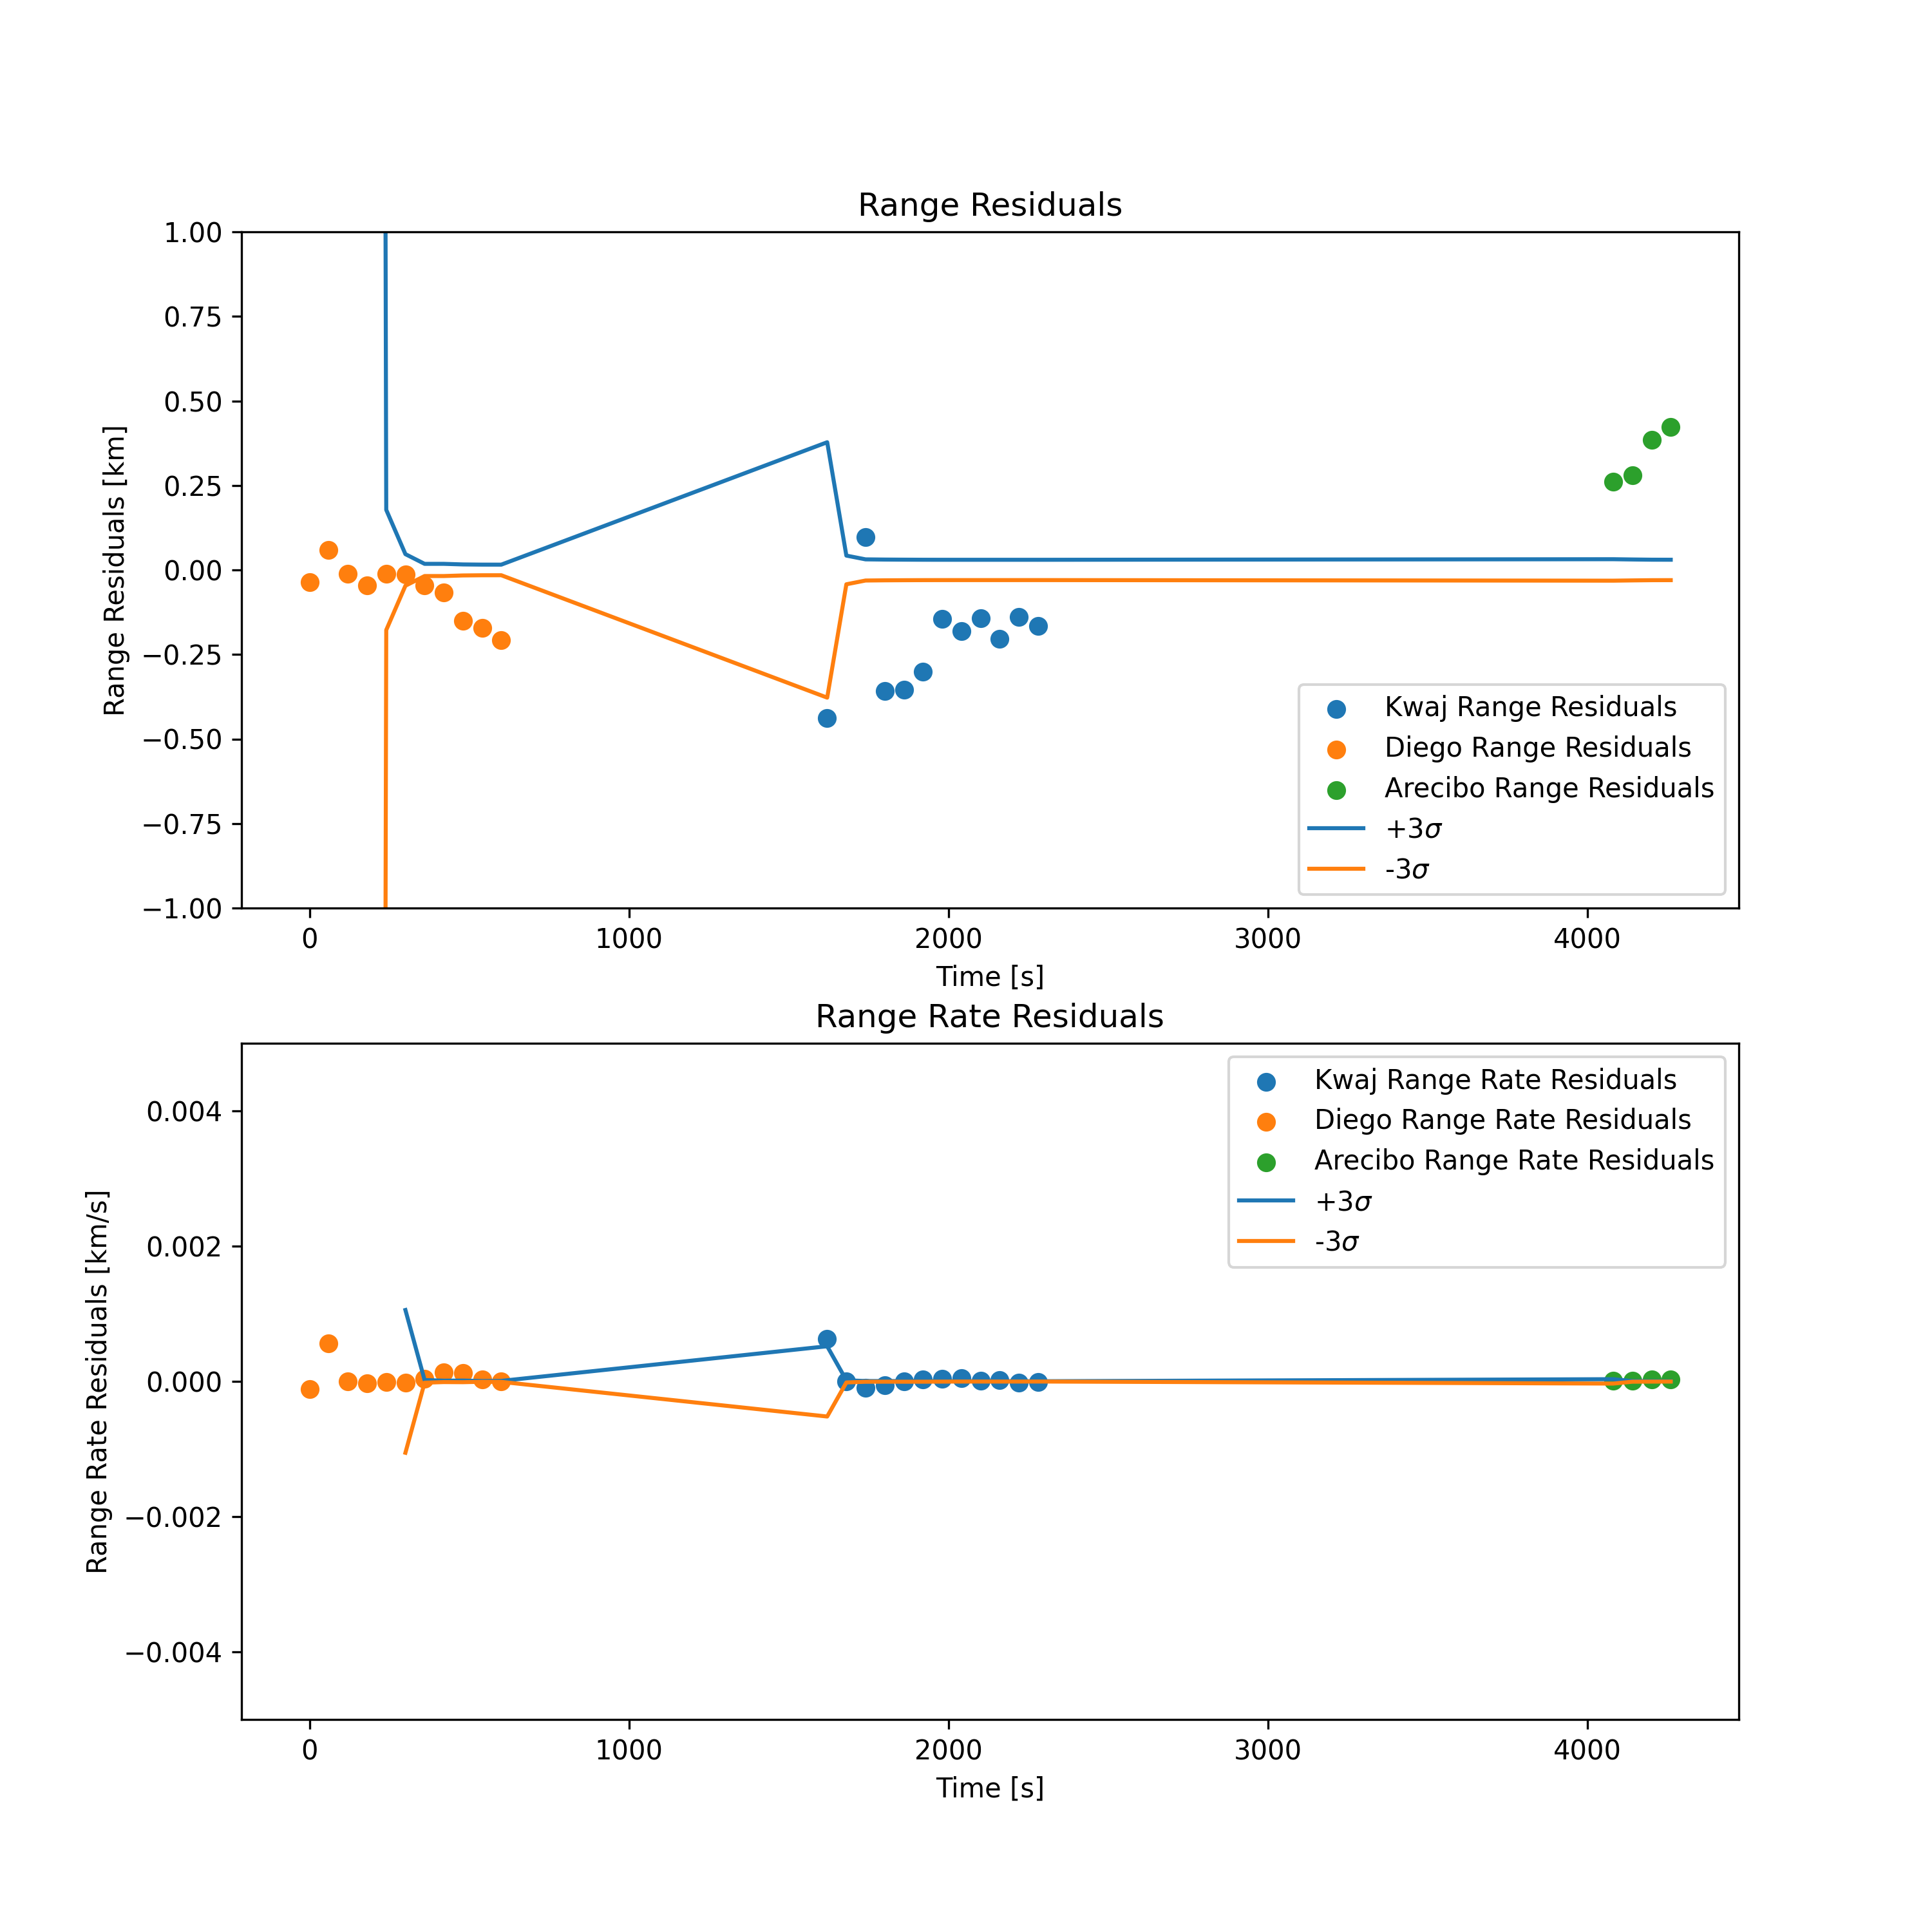 Range Residuals
1.00
0.75
0.50
0.25
0.00
−0.25
−0.50
−0.75
−1.00
Range Residuals [km]
Kwaj Range Residuals
Diego Range Residuals
Arecibo Range Residuals
+3σ
-3σ
0 1000 2000 3000 4000
Time [s]
Range Rate Residuals
0.004
0.002
0.000
−0.002
−0.004
Range Rate Residuals [km/s]
Kwaj Range Rate Residuals
Diego Range Rate Residuals
Arecibo Range Rate Residuals
+3σ
-3σ
0 1000 2000 3000 4000
Time [s]